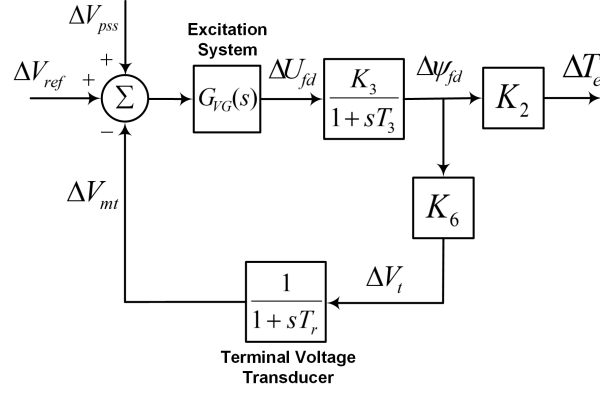 ΔV_pss
Excitation
System
ΔV_ref
+
+
Σ
−
G_VG(s)
ΔU_fd
K_3
1 + sT_3
Δψ_fd
K_2
ΔT_e
ΔV_mt
K_6
ΔV_t
1
1 + sT_r
Terminal Voltage
Transducer